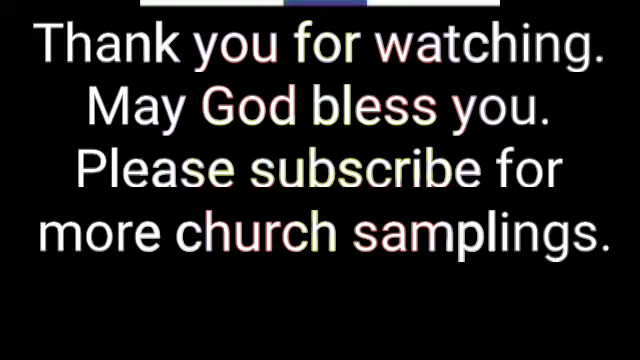 Thank you for watching.
May God bless you.
Please subscribe for
more church samplings.